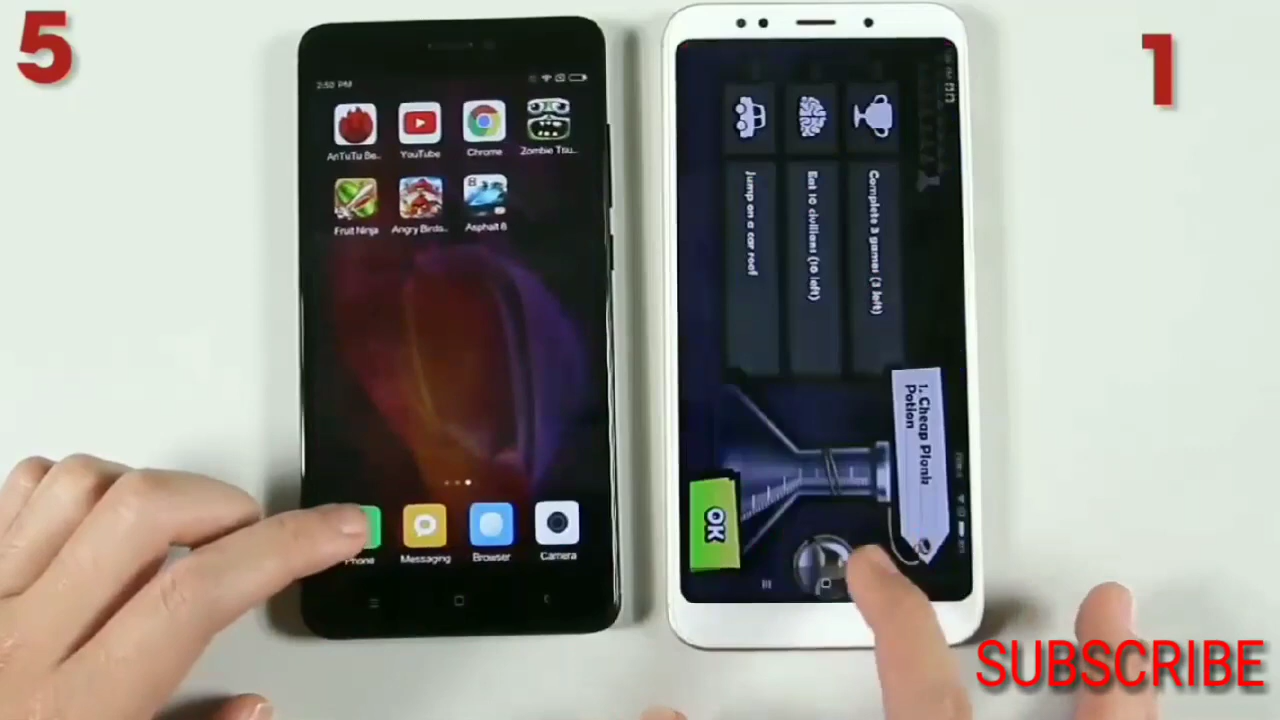 5
1
2:50 PM
AnTuTu Be..
YouTube
Chrome
Zombie Tsu..
Fruit Ninja
Angry Birds..
Asphalt 8
Phone
Messaging
Browser
Camera
Complete 3 games (3 left)
Eat 10 civilians (10 left)
Jump on a car roof
1. Cheap Plonk
Potion
OK
SUBSCRIBE